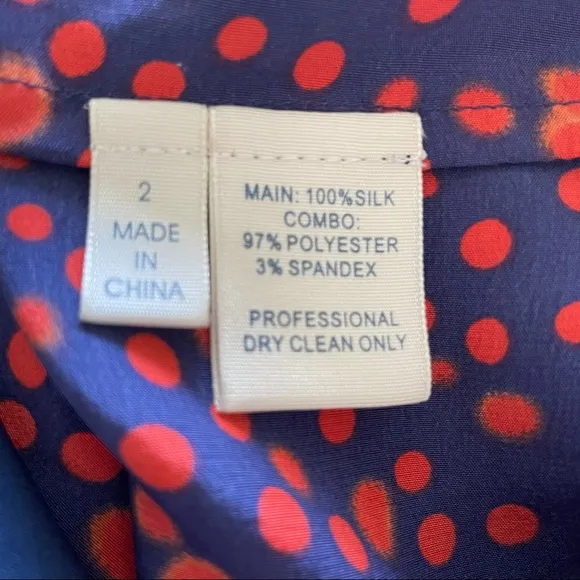 2
MADE
IN
CHINA
MAIN: 100%SILK
COMBO:
97% POLYESTER
3% SPANDEX
PROFESSIONAL
DRY CLEAN ONLY